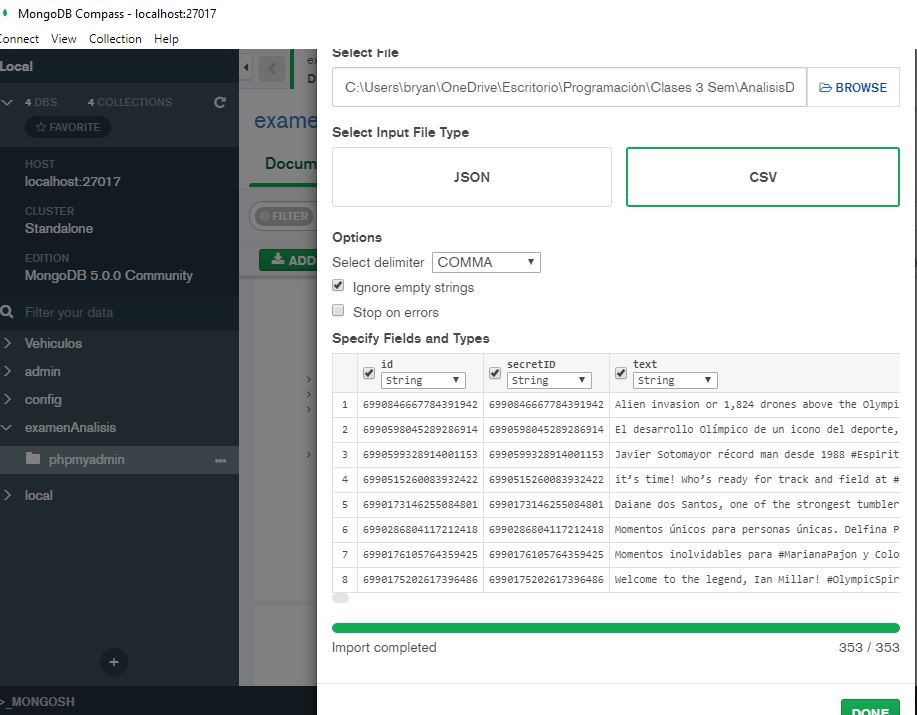 MongoDB Compass - localhost:27017
Connect View Collection Help
Local
4 DBS 4 COLLECTIONS
FAVORITE
HOST
localhost:27017
CLUSTER
Standalone
EDITION
MongoDB 5.0.0 Community
Filter your data
Vehiculos
admin
config
examenAnalisis
phpmyadmin
local
>_MONGOSH
ex
D
exame
Docum
FILTER
ADD
Select File
C:\Users\bryan\OneDrive\Escritorio\Programación\Clases 3 Sem\AnalisisD
BROWSE
Select Input File Type
JSON CSV
Options
Select delimiter COMMA
Ignore empty strings
Stop on errors
Specify Fields and Types
id secretID text
String String String
1 6990846667784391942 6990846667784391942 Alien invasion or 1,824 drones above the Olympi
2 6990598045289286914 6990598045289286914 El desarrollo Olímpico de un icono del deporte,
3 6990599328914001153 6990599328914001153 Javier Sotomayor récord man desde 1988 #Espirit
4 6990515260083932422 6990515260083932422 it’s time! Who’s ready for track and field at #
5 6990173146255084801 6990173146255084801 Daiane dos Santos, one of the strongest tumbler
6 6990286804117212418 6990286804117212418 Momentos únicos para personas únicas. Delfina P
7 6990176105764359425 6990176105764359425 Momentos inolvidables para #MarianaPajon y Colo
8 6990175202617396486 6990175202617396486 Welcome to the legend, Ian Millar! #OlympicSpir
Import completed 353 / 353
DONE